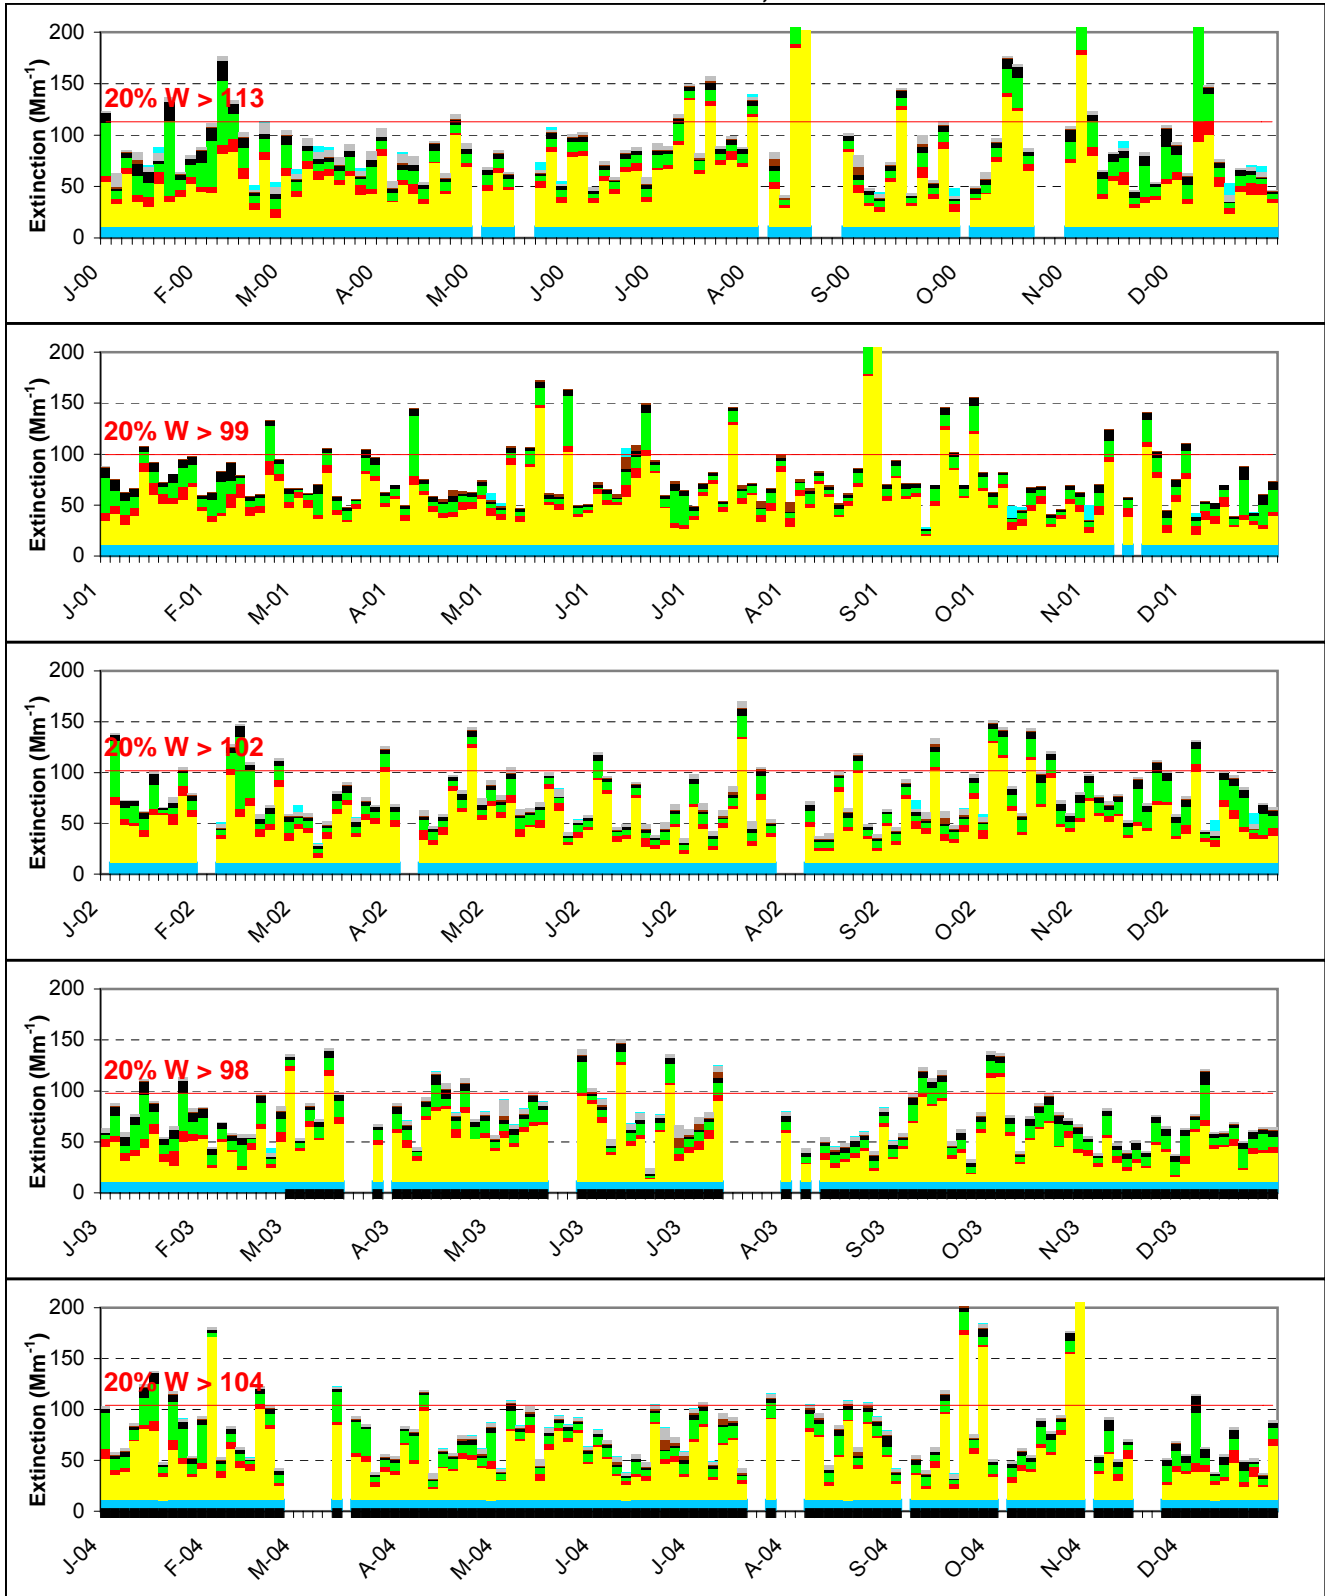 200
150
100
50
0
Extinction (Mm⁻¹)
20% W > 113
J-00 F-00 M-00 A-00 M-00 J-00 J-00 A-00 S-00 O-00 N-00 D-00
200
150
100
50
0
Extinction (Mm⁻¹)
20% W > 99
J-01 F-01 M-01 A-01 M-01 J-01 J-01 A-01 S-01 O-01 N-01 D-01
200
150
100
50
0
Extinction (Mm⁻¹)
20% W > 102
J-02 F-02 M-02 A-02 M-02 J-02 J-02 A-02 S-02 O-02 N-02 D-02
200
150
100
50
0
Extinction (Mm⁻¹)
20% W > 98
J-03 F-03 M-03 A-03 M-03 J-03 J-03 A-03 S-03 O-03 N-03 D-03
200
150
100
50
0
Extinction (Mm⁻¹)
20% W > 104
J-04 F-04 M-04 A-04 M-04 J-04 J-04 A-04 S-04 O-04 N-04 D-04